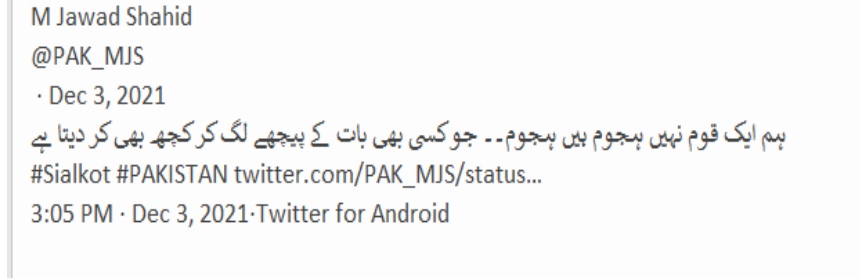 M Jawad Shahid
@PAK_MJS
· Dec 3, 2021
ہم ایک قوم نہیں ہجوم ہیں ہجوم۔۔ جو کسی بھی بات کے پیچھے لگ کر کچھ بھی کر دیتا ہے
#Sialkot #PAKISTAN twitter.com/PAK_MJS/status...
3:05 PM · Dec 3, 2021·Twitter for Android